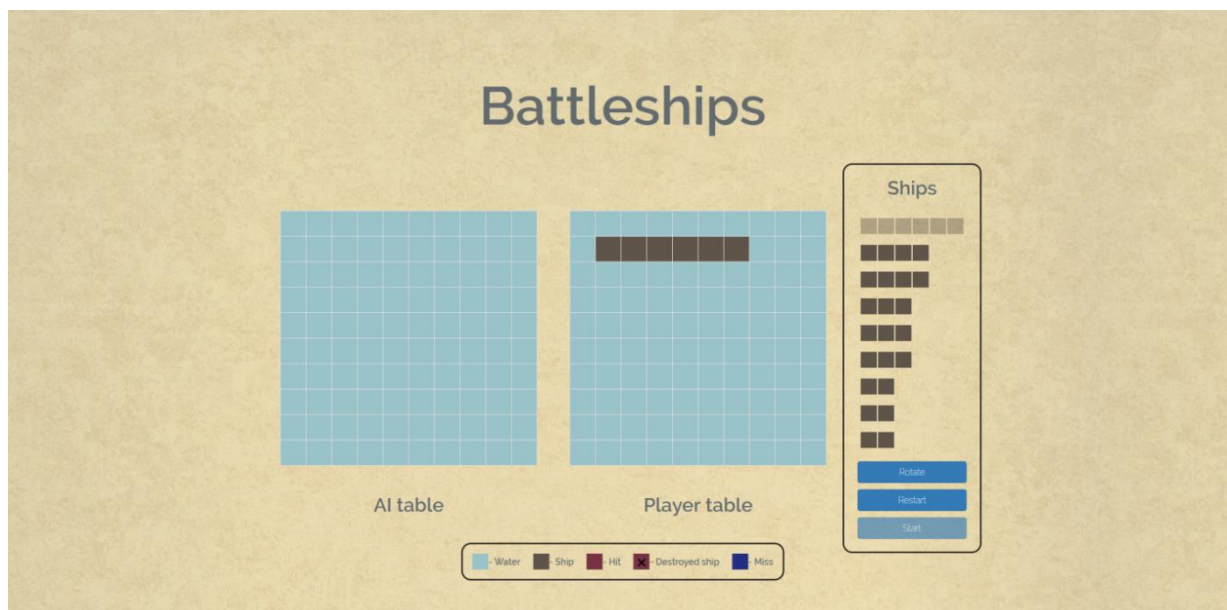 Battleships
Ships
Rotate
Restart
Start
AI table
Player table
- Water - Ship - Hit - Destroyed ship - Miss